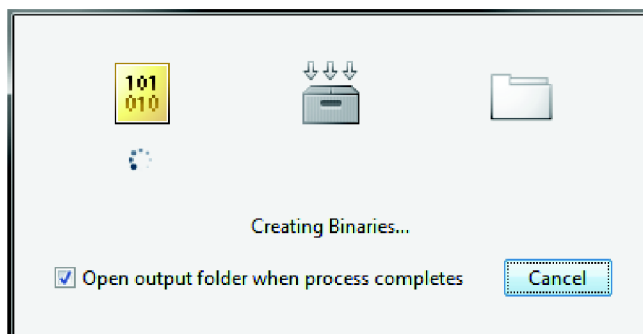 101
010
Creating Binaries...
Open output folder when process completes
Cancel